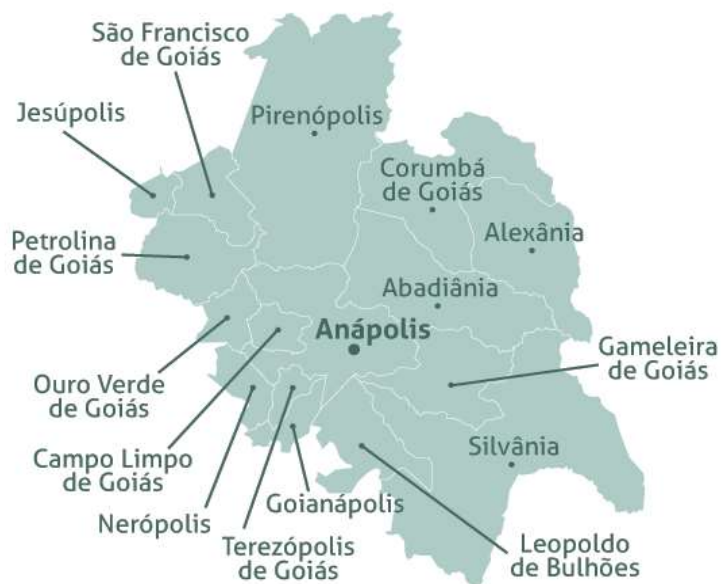 São Francisco
de Goiás
Jesúpolis
Pirenópolis
Corumbá
de Goiás
Alexânia
Petrolina
de Goiás
Abadiânia
Anápolis
Gameleira
de Goiás
Ouro Verde
de Goiás
Campo Limpo
de Goiás
Silvânia
Goianápolis
Nerópolis
Terezópolis
de Goiás
Leopoldo
de Bulhões